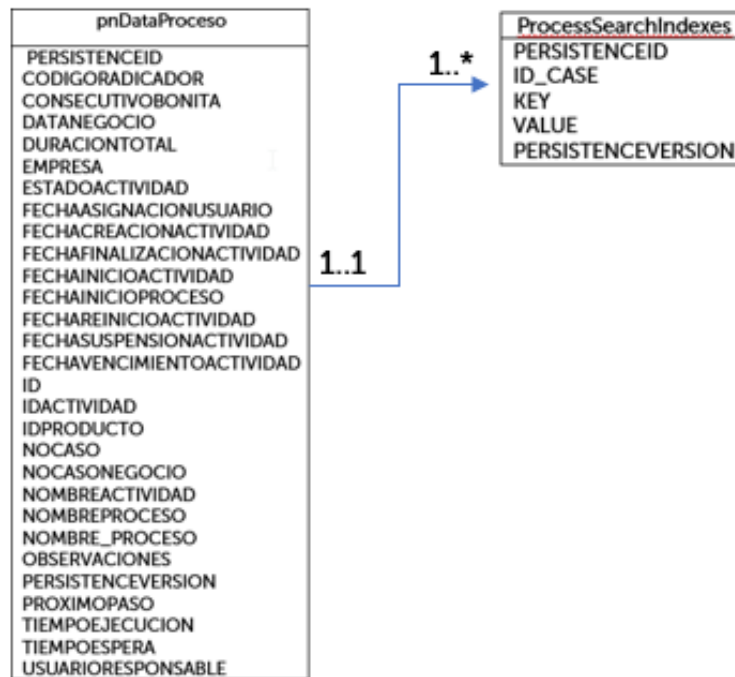 pnDataProceso
PERSISTENCEID
CODIGORADICADOR
CONSECUTIVOBONITA
DATANEGOCIO
DURACIONTOTAL
EMPRESA
ESTADOACTIVIDAD
FECHAASIGNACIONUSUARIO
FECHACREACIONACTIVIDAD
FECHAFINALIZACIONACTIVIDAD
FECHAINICIOACTIVIDAD
FECHAINICIOPROCESO
FECHAREINICIOACTIVIDAD
FECHASUSPENSIONACTIVIDAD
FECHAVENCIMIENTOACTIVIDAD
ID
IDACTIVIDAD
IDPRODUCTO
NOCASO
NOCASONEGOCIO
NOMBREACTIVIDAD
NOMBREPROCESO
NOMBRE_PROCESO
OBSERVACIONES
PERSISTENCEVERSION
PROXIMOPASO
TIEMPOEJECUCION
TIEMPOESPERA
USUARIORESPONSABLE
1..1
1..*
ProcessSearchIndexes
PERSISTENCEID
ID_CASE
KEY
VALUE
PERSISTENCEVERSION